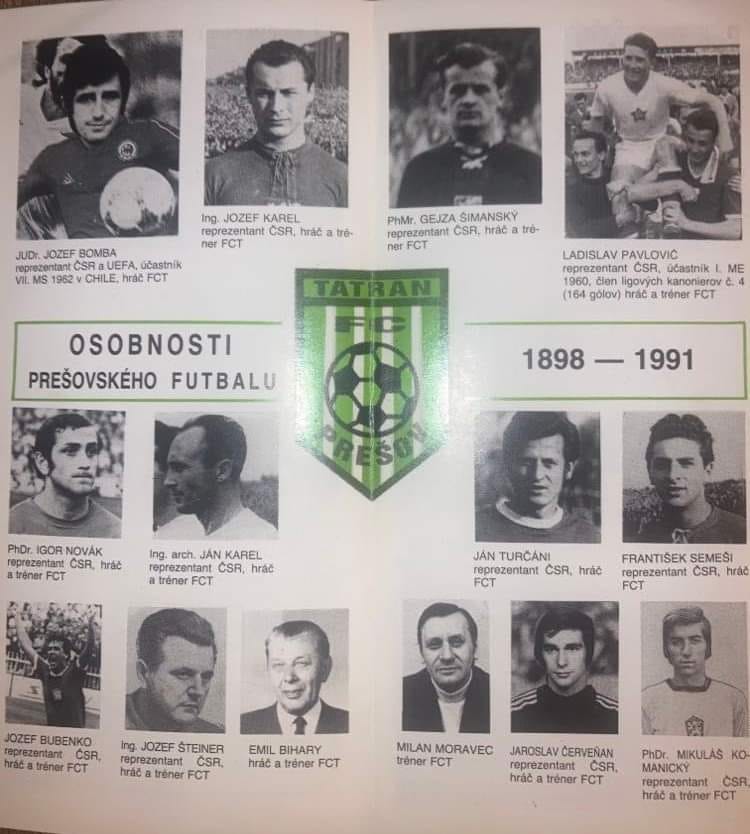 JUDr. JOZEF BOMBA
reprezentant ČSR a UEFA, účastník
VII. MS 1962 v CHILE, hráč FCT
Ing. JOZEF KAREL
reprezentant ČSR, hráč a tré-
ner FCT
PhMr. GEJZA ŠIMANSKÝ
reprezentant ČSR, hráč a tré-
ner FCT
LADISLAV PAVLOVIČ
reprezentant ČSR, účastník I. ME
1960, člen ligových kanonierov č. 4
(164 gólov) hráč a tréner FCT
OSOBNOSTI
PREŠOVSKÉHO FUTBALU
TATRAN
FC
PREŠOV
1898 — 1991
PhDr. IGOR NOVÁK
reprezentant ČSR, hráč
a tréner FCT
Ing. arch. JÁN KAREL
reprezentant ČSR, hráč
a tréner FCT
JÁN TURČÁNI
reprezentant ČSR, hráč
FCT
FRANTIŠEK SEMEŠI
reprezentant ČSR, hráč
FCT
JOZEF BUBENKO
reprezentant ČSR,
hráč a tréner FCT
Ing. JOZEF ŠTEINER
reprezentant ČSR,
hráč a tréner FCT
EMIL BIHARY
hráč a tréner FCT
MILAN MORAVEC
tréner FCT
JAROSLAV ČERVEŇAN
reprezentant ČSR,
hráč a tréner FCT
PhDr. MIKULÁŠ KO-
MANICKÝ
reprezentant ČSR,
hráč a tréner FCT